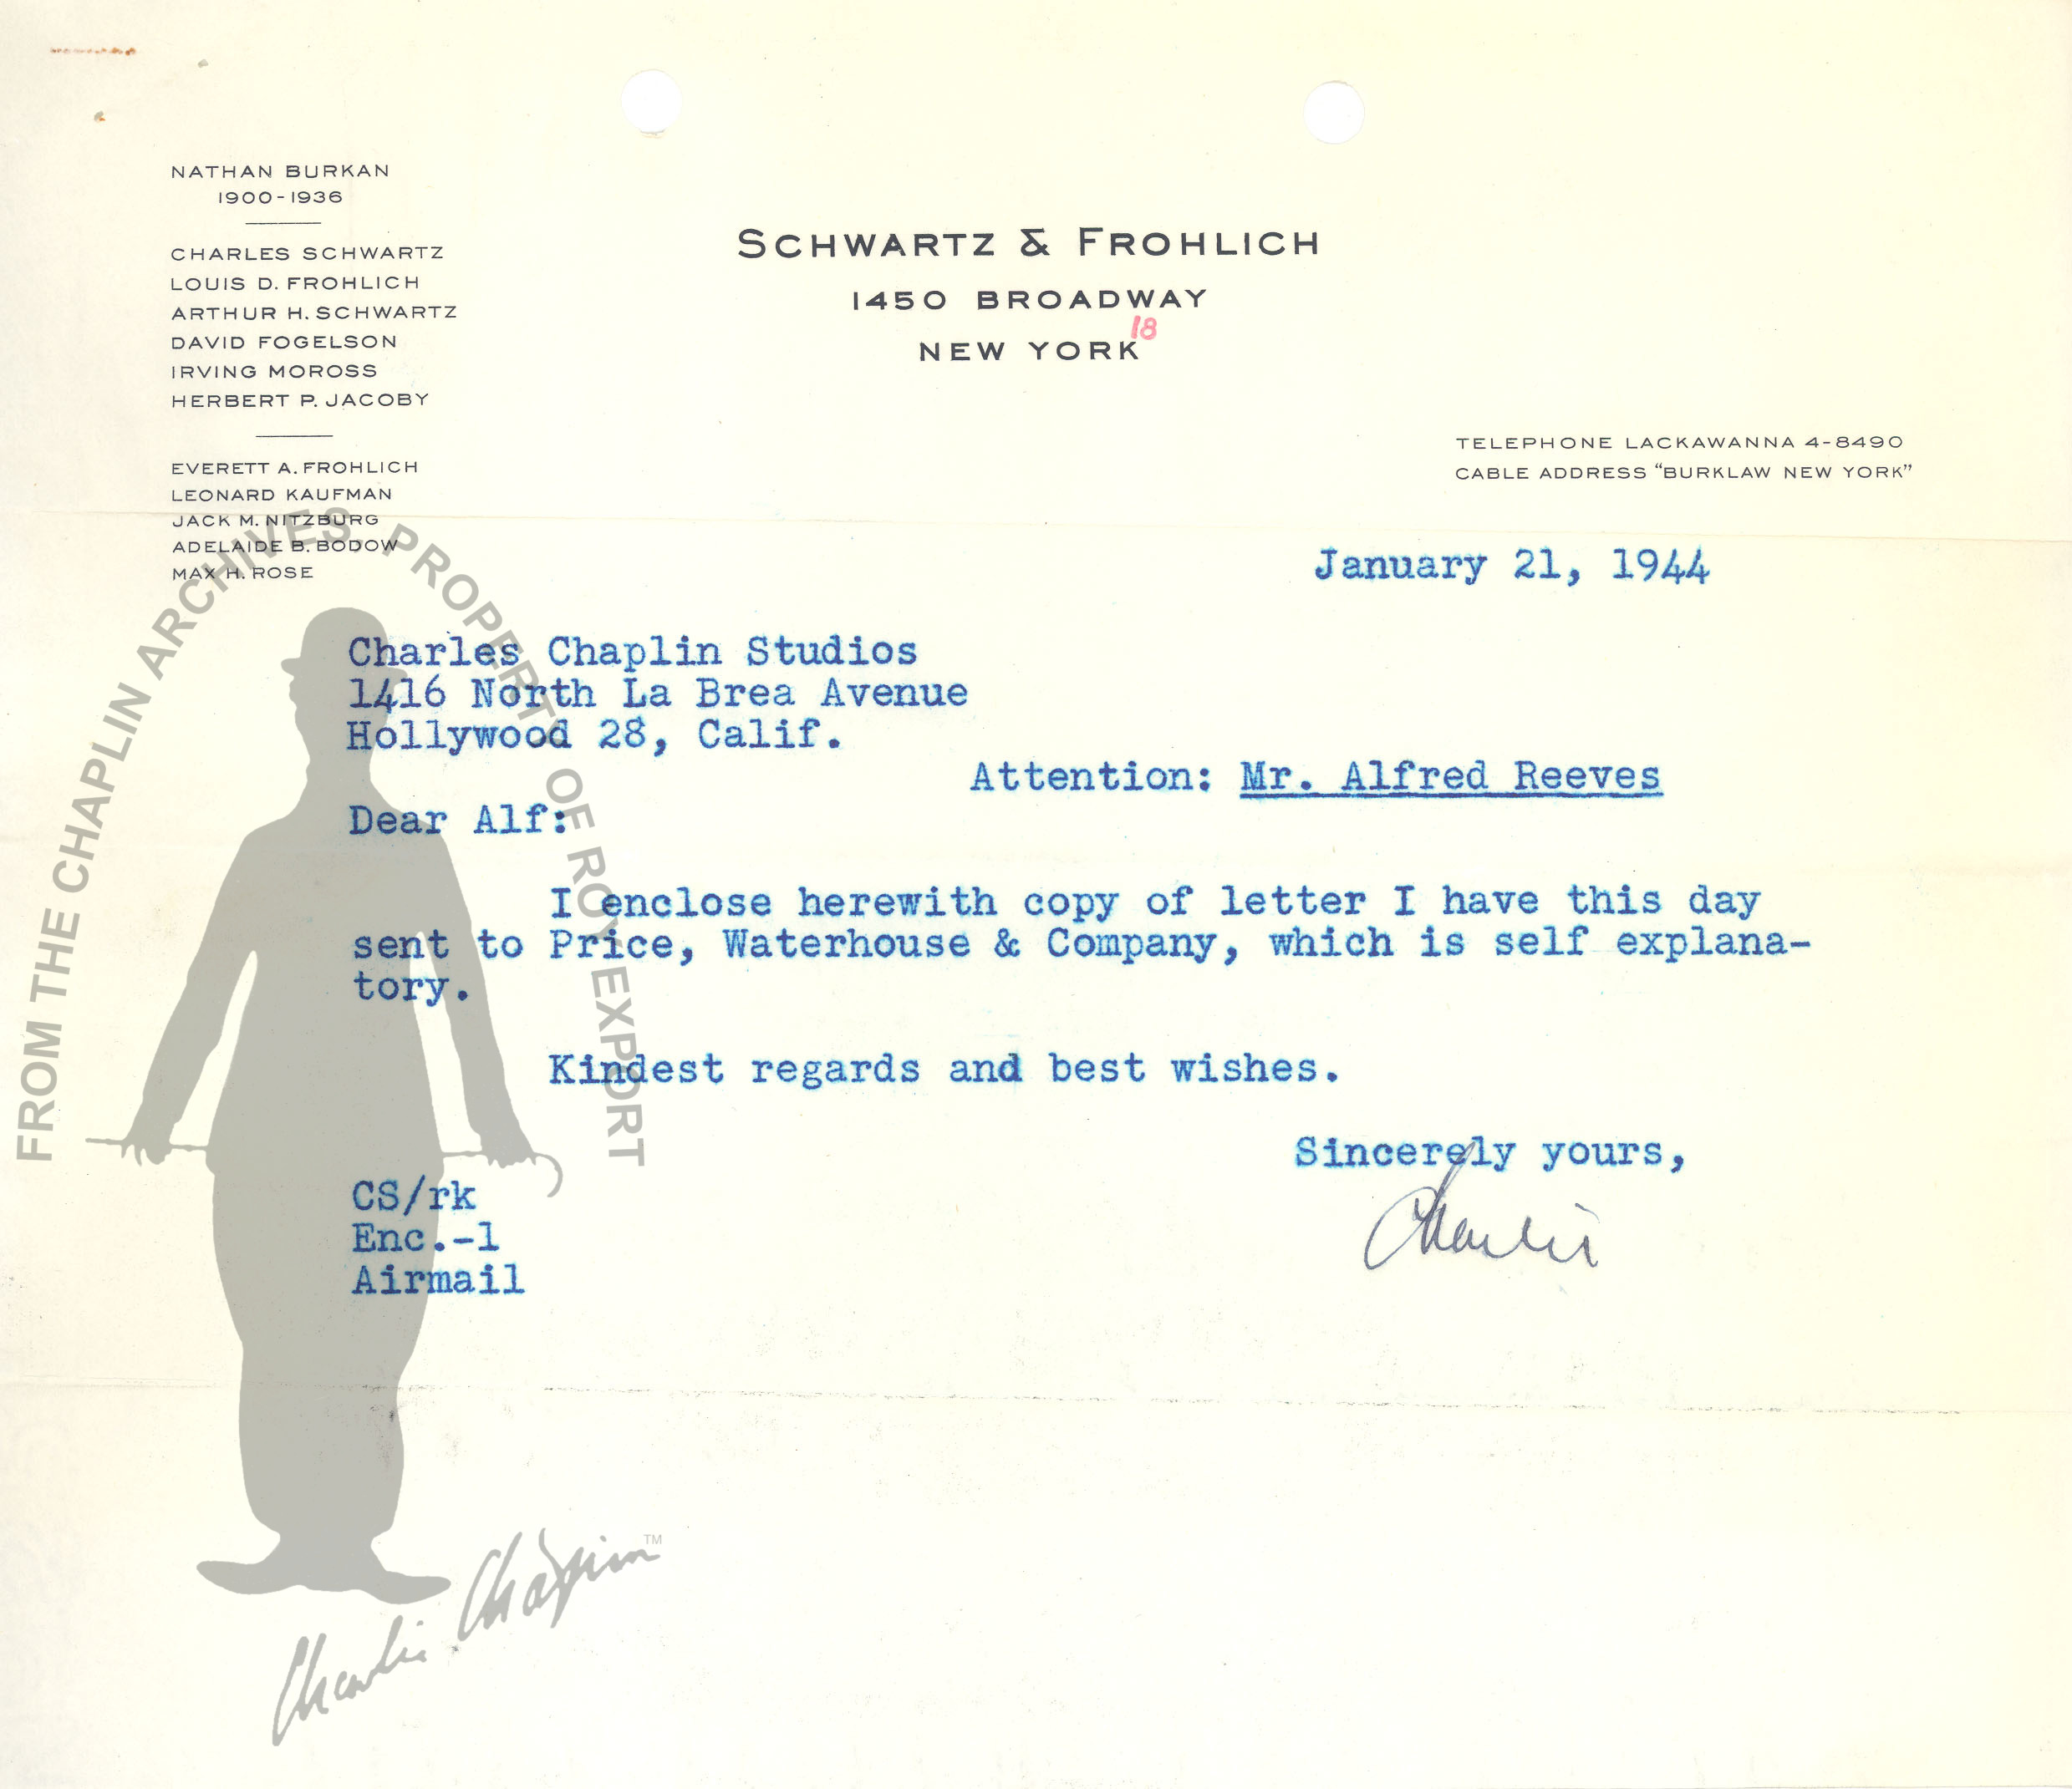 NATHAN BURKAN
1900-1936
CHARLES SCHWARTZ
LOUIS D. FROHLICH
ARTHUR H. SCHWARTZ
DAVID FOGELSON
IRVING MOROSS
HERBERT P. JACOBY
EVERETT A. FROHLICH
LEONARD KAUFMAN
JACK M. NITZBURG
ADELAIDE B. BODOW
MAX H. ROSE
SCHWARTZ & FROHLICH
1450 BROADWAY
NEW YORK 18
TELEPHONE LACKAWANNA 4-8490
CABLE ADDRESS "BURKLAW NEW YORK"
January 21, 1944
Charles Chaplin Studios
1416 North La Brea Avenue
Hollywood 28, Calif.
Attention: Mr. Alfred Reeves
Dear Alf:
I enclose herewith copy of letter I have this day
sent to Price, Waterhouse & Company, which is self explana-
tory.
Kindest regards and best wishes.
Sincerely yours,
Charlie
CS/rk
Enc.-1
Airmail
FROM THE CHAPLIN ARCHIVES, PROPERTY OF ROY EXPORT
Charlie Chaplin TM